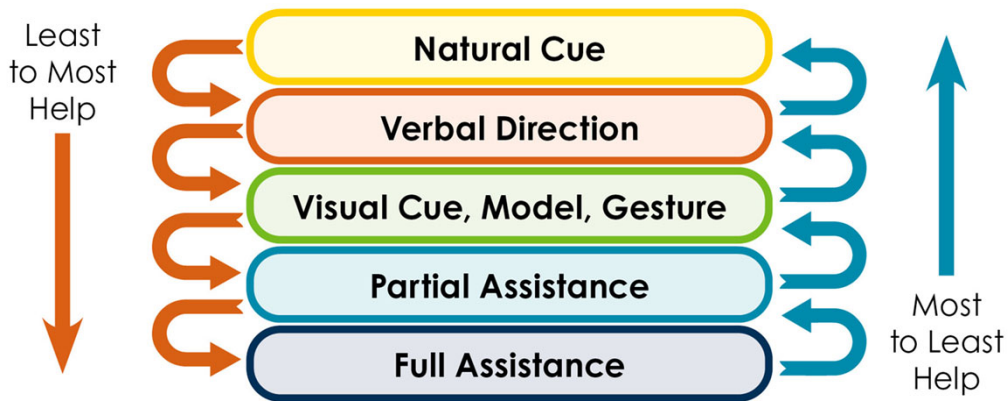 Least
to Most
Help
Natural Cue
Verbal Direction
Visual Cue, Model, Gesture
Partial Assistance
Full Assistance
Most
to Least
Help